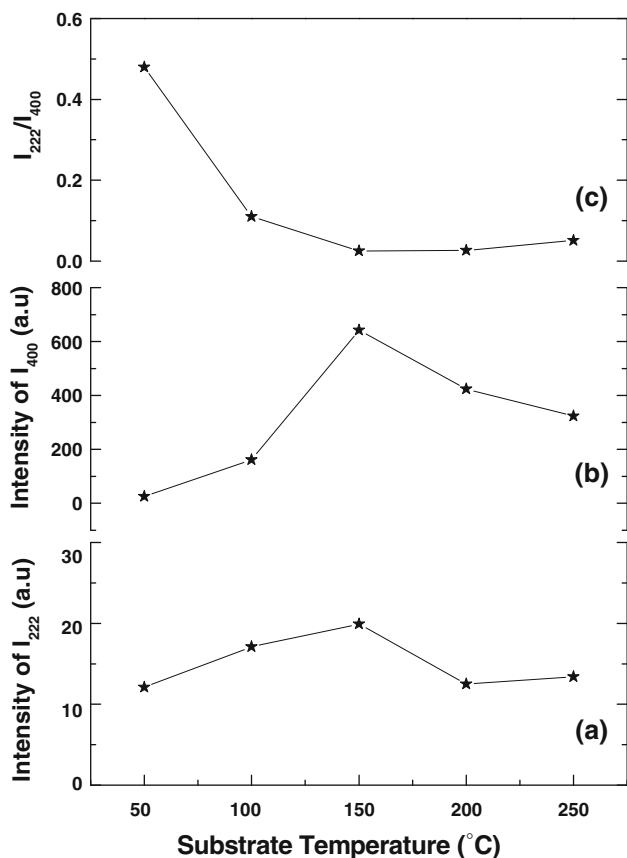 0.6
0.4
0.2
0.0
I222/I400
(c)
800
600
400
200
0
Intensity of I400 (a.u)
(b)
30
20
10
0
Intensity of I222 (a.u)
(a)
50 100 150 200 250
Substrate Temperature (°C)